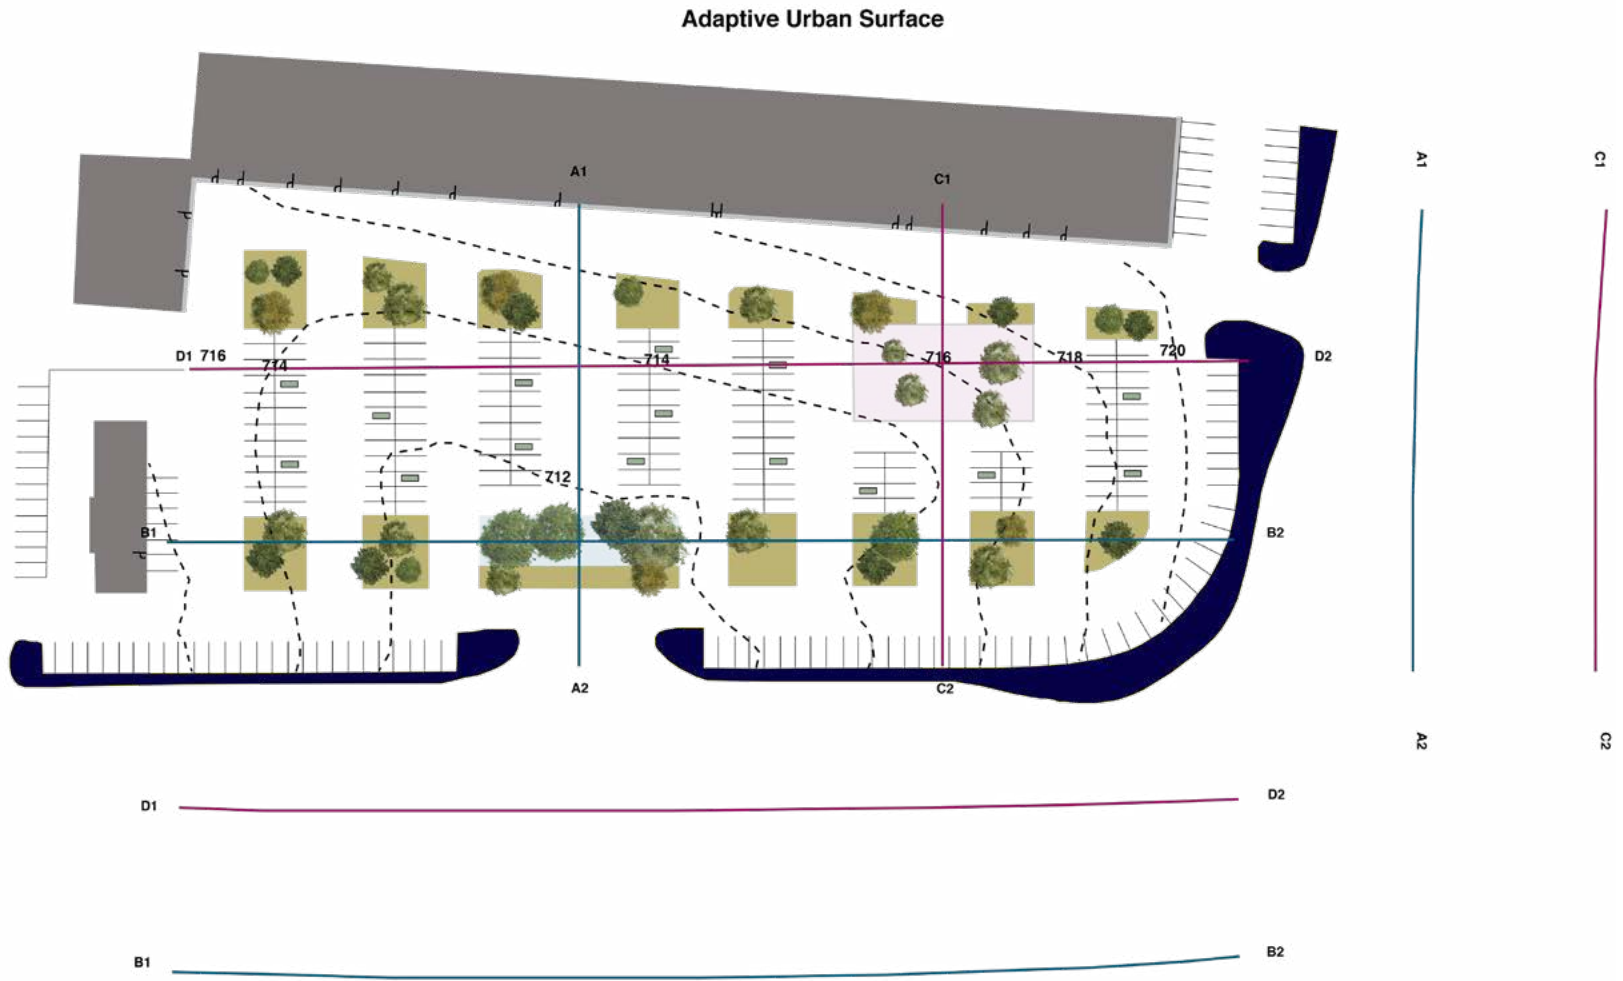 Adaptive Urban Surface
A1
C1
A1
C1
D1 716
714
714
716
718
720
D2
712
B1
B2
A2
C2
A2
C2
D1
D2
B1
B2